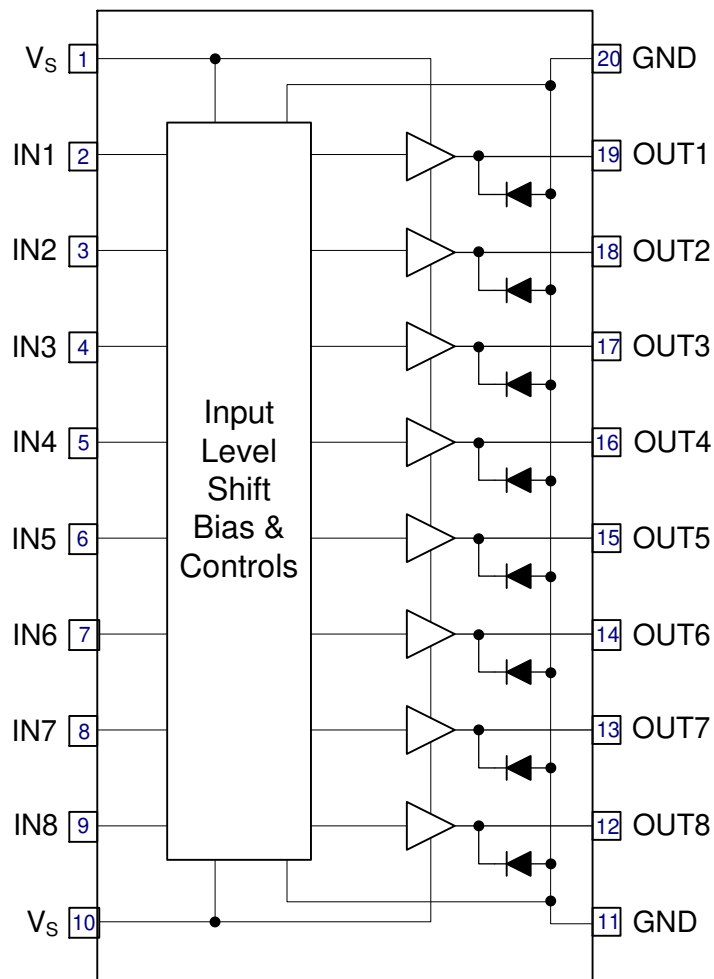 VS 1 20 GND
IN1 2 19 OUT1
IN2 3 18 OUT2
IN3 4 17 OUT3
IN4 5 16 OUT4
Input
Level
Shift
Bias &
Controls
IN5 6 15 OUT5
IN6 7 14 OUT6
IN7 8 13 OUT7
IN8 9 12 OUT8
VS 10 11 GND